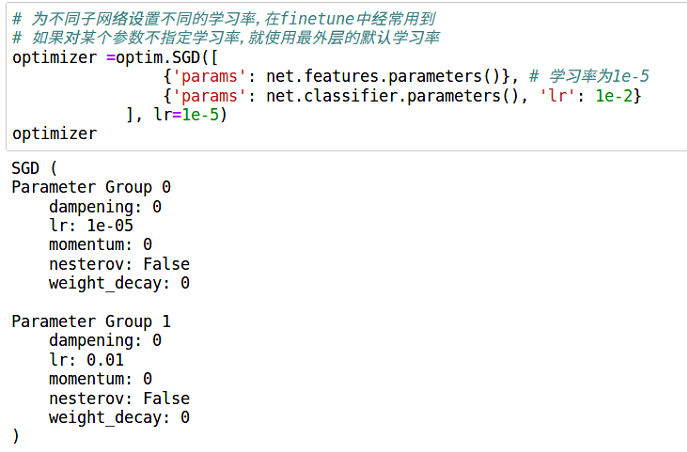 # 为不同子网络设置不同的学习率,在finetune中经常用到
# 如果对某个参数不指定学习率,就使用最外层的默认学习率
optimizer =optim.SGD([
                {'params': net.features.parameters()}, # 学习率为1e-5
                {'params': net.classifier.parameters(), 'lr': 1e-2}
            ], lr=1e-5)
optimizer
SGD (
Parameter Group 0
    dampening: 0
    lr: 1e-05
    momentum: 0
    nesterov: False
    weight_decay: 0

Parameter Group 1
    dampening: 0
    lr: 0.01
    momentum: 0
    nesterov: False
    weight_decay: 0
)